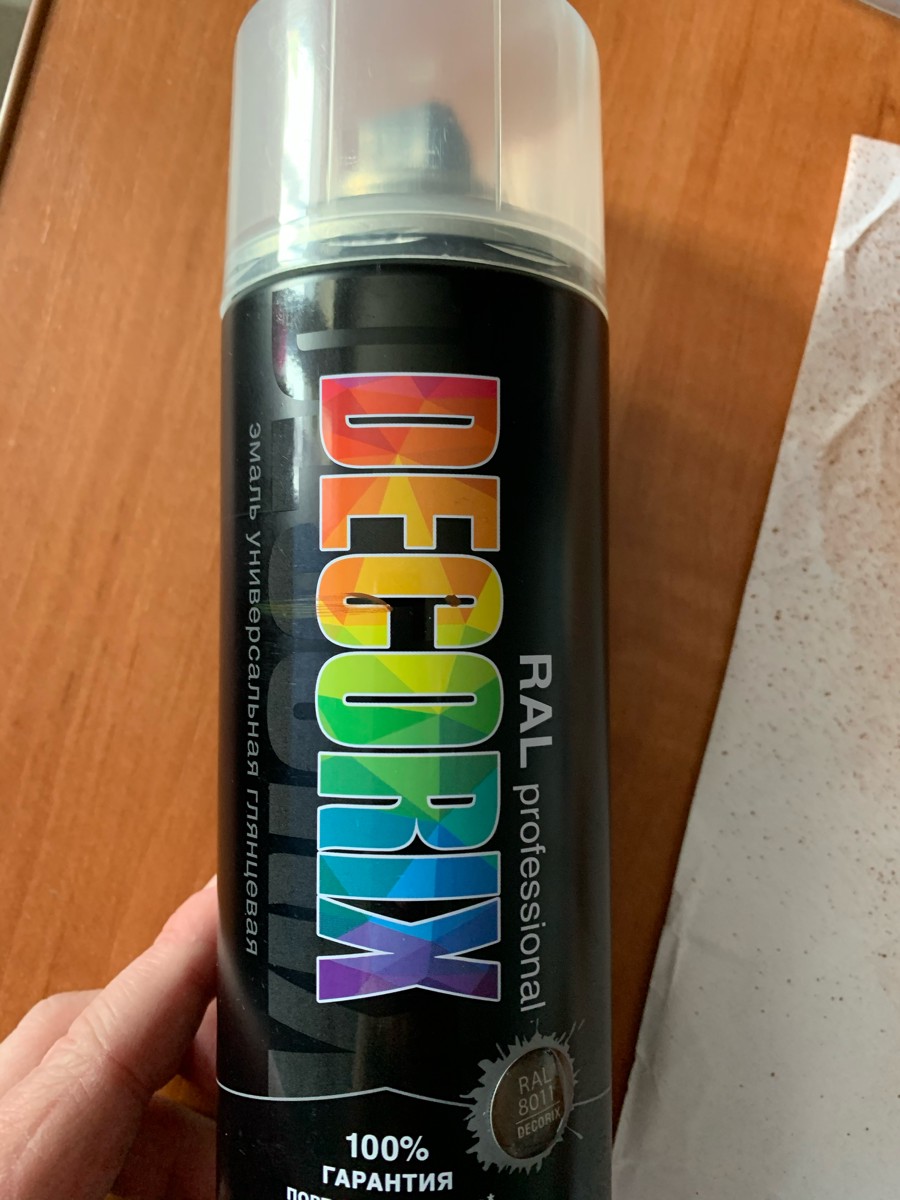 DECORIX
RAL professional
эмаль универсальная глянцевая
RAL
8011
DECORIX
100%
ГАРАНТИЯ